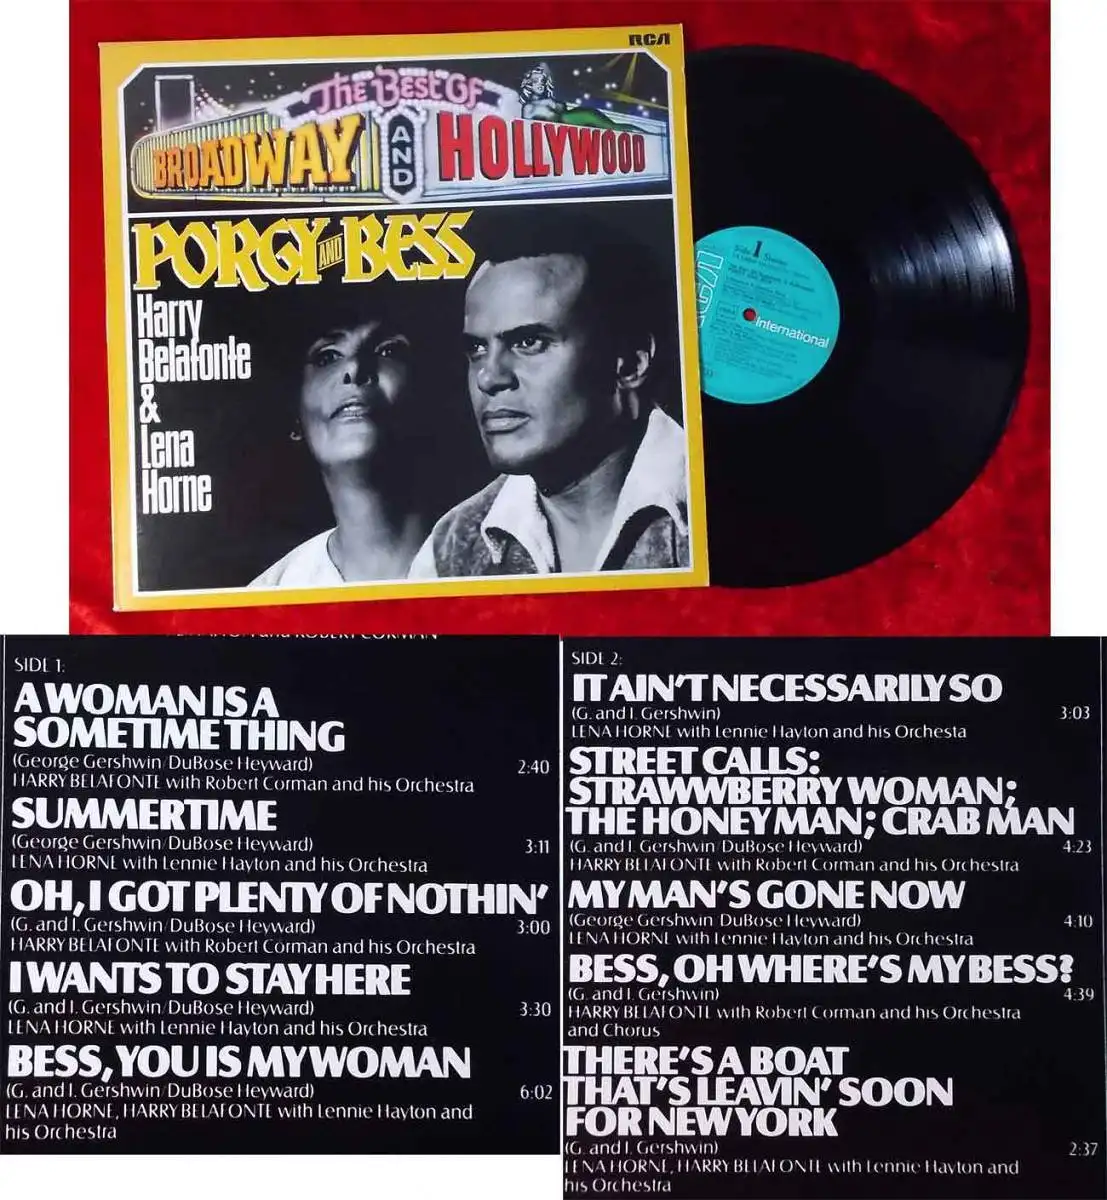 RCA
The Best Of
BROADWAY AND HOLLYWOOD
PORGY AND BESS
Harry
Belafonte
&
Lena
Horne
Side 1 Stereo
RCA
International
SIDE 1:
A WOMAN IS A
SOMETIME THING
(George Gershwin/DuBose Heyward) 2:40
HARRY BELAFONTE with Robert Corman and his Orchestra
SUMMERTIME
(George Gershwin/DuBose Heyward) 3:11
LENA HORNE with Lennie Hayton and his Orchestra
OH, I GOT PLENTY OF NOTHIN'
(G. and I. Gershwin/DuBose Heyward) 3:00
HARRY BELAFONTE with Robert Corman and his Orchestra
I WANTS TO STAY HERE
(G. and I. Gershwin/DuBose Heyward) 3:30
LENA HORNE with Lennie Hayton and his Orchestra
BESS, YOU IS MY WOMAN
(G. and I. Gershwin/DuBose Heyward) 6:02
LENA HORNE, HARRY BELAFONTE with Lennie Hayton and
his Orchestra
SIDE 2:
IT AIN'T NECESSARILY SO
(G. and I. Gershwin) 3:03
LENA HORNE with Lennie Hayton and his Orchesta
STREET CALLS:
STRAWWBERRY WOMAN;
THE HONEY MAN; CRAB MAN
(G. and I. Gershwin/DuBose Heyward) 4:23
HARRY BELAFONTE with Robert Corman and his Orchestra
MY MAN'S GONE NOW
(George Gershwin/DuBose Heyward) 4:10
LENA HORNE with Lennie Hayton and his Orchestra
BESS, OH WHERE'S MY BESS?
(G. and I. Gershwin) 4:39
HARRY BELAFONTE with Robert Corman and his Orchestra
and Chorus
THERE'S A BOAT
THAT'S LEAVIN' SOON
FOR NEW YORK
(G. and I. Gershwin) 2:37
LENA HORNE, HARRY BELAFONTE with Lennie Hayton and
his Orchestra